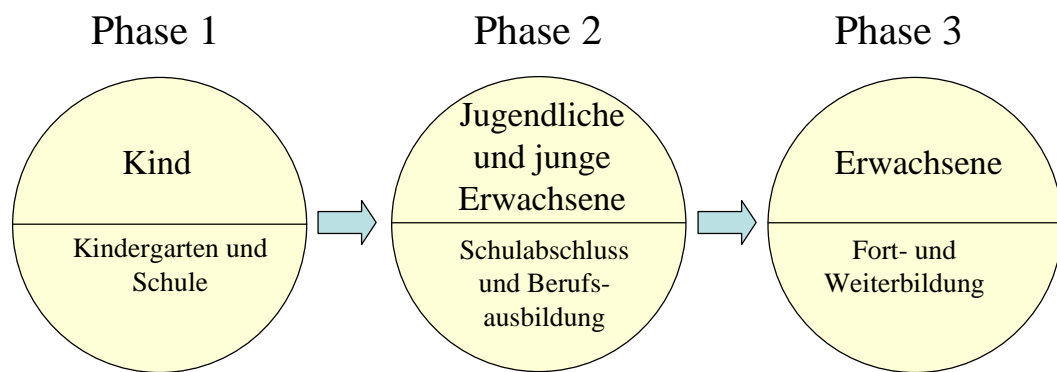 Phase 1
Phase 2
Phase 3
Kind
Kindergarten und
Schule
Jugendliche
und junge
Erwachsene
Schulabschluss
und Berufs-
ausbildung
Erwachsene
Fort- und
Weiterbildung